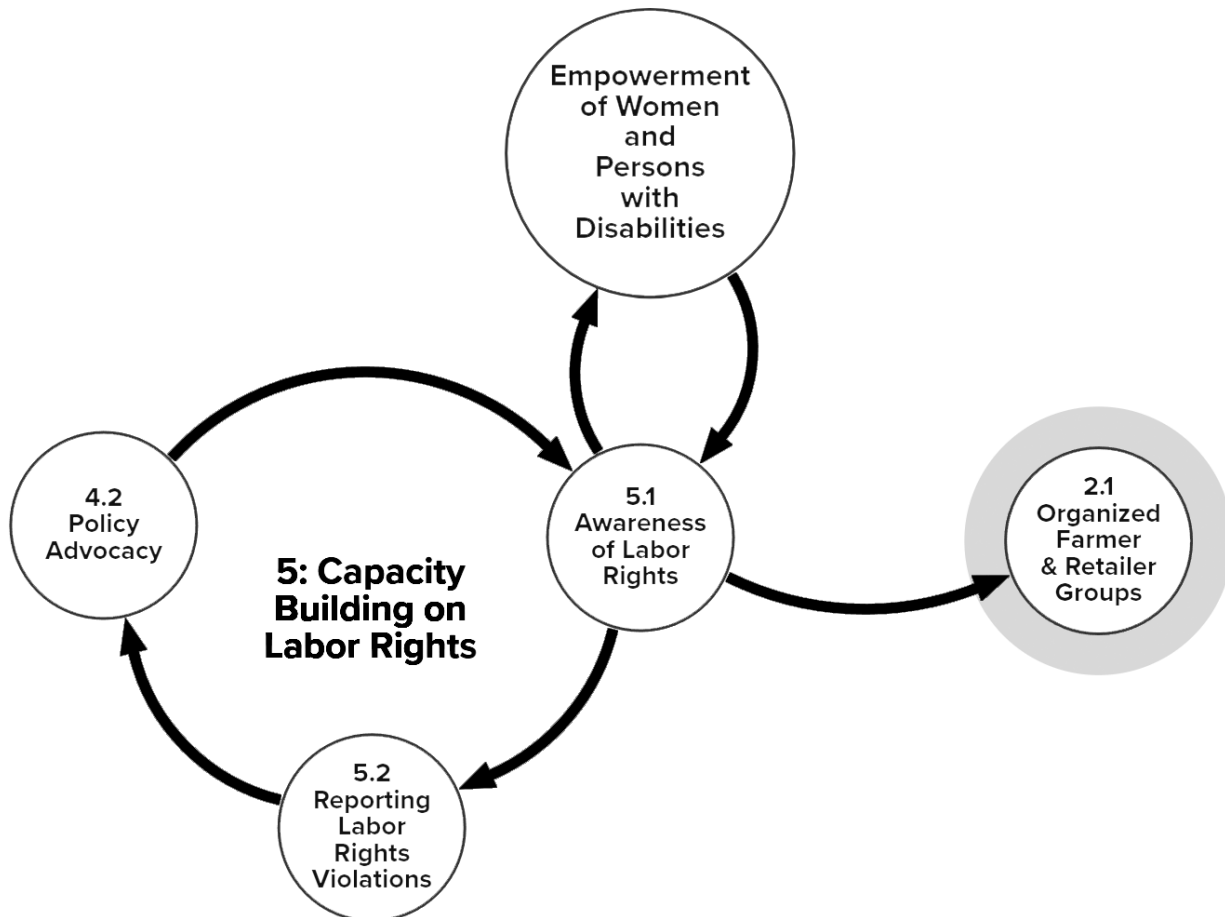 Empowerment
of Women
and
Persons
with
Disabilities
4.2
Policy
Advocacy
5: Capacity
Building on
Labor Rights
5.1
Awareness
of Labor
Rights
2.1
Organized
Farmer
& Retailer
Groups
5.2
Reporting
Labor
Rights
Violations